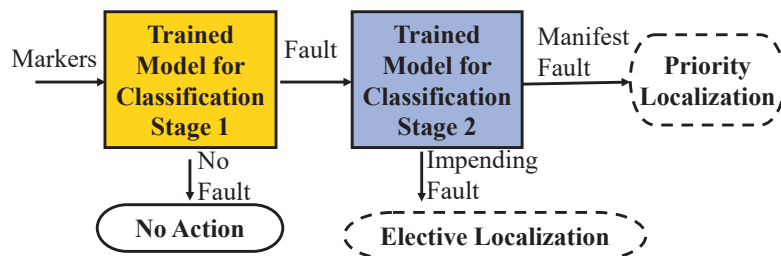 Markers
Trained
Model for
Classification
Stage 1
Fault
Trained
Model for
Classification
Stage 2
Manifest
Fault
Priority
Localization
No
Fault
No Action
Impending
Fault
Elective Localization